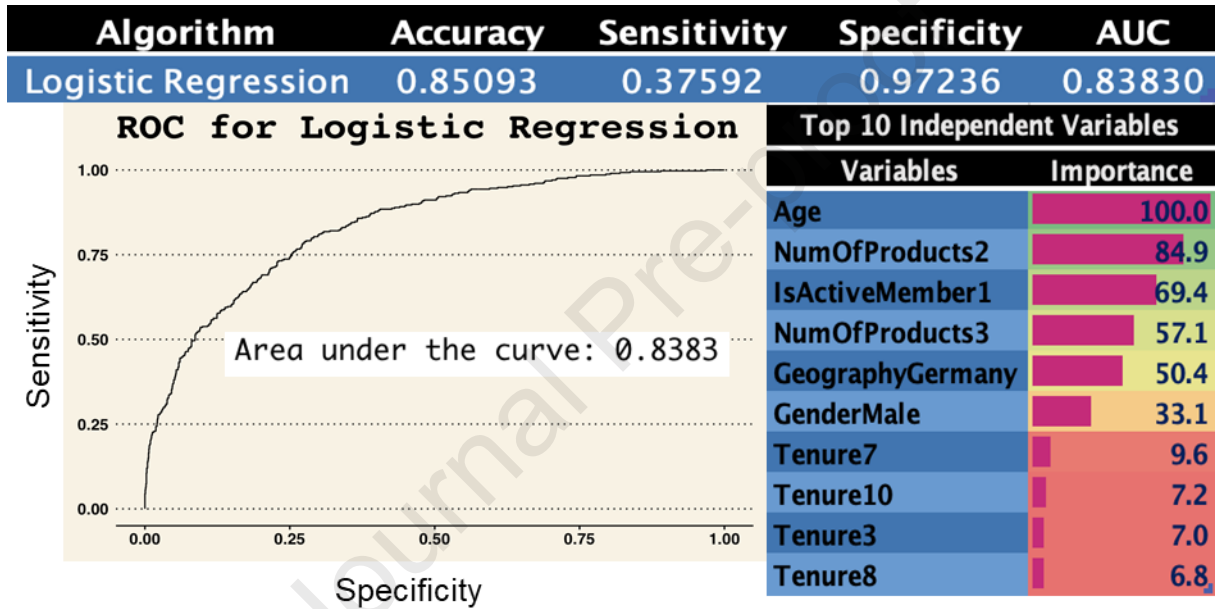 Algorithm Accuracy Sensitivity Specificity AUC
Logistic Regression 0.85093 0.37592 0.97236 0.83830
ROC for Logistic Regression
1.00
0.75
0.50
0.25
0.00
Sensitivity
Area under the curve: 0.8383
0.00 0.25 0.50 0.75 1.00
Specificity
Top 10 Independent Variables
Variables Importance
Age 100.0
NumOfProducts2 84.9
IsActiveMember1 69.4
NumOfProducts3 57.1
GeographyGermany 50.4
GenderMale 33.1
Tenure7 9.6
Tenure10 7.2
Tenure3 7.0
Tenure8 6.8
Journal Pre-proo